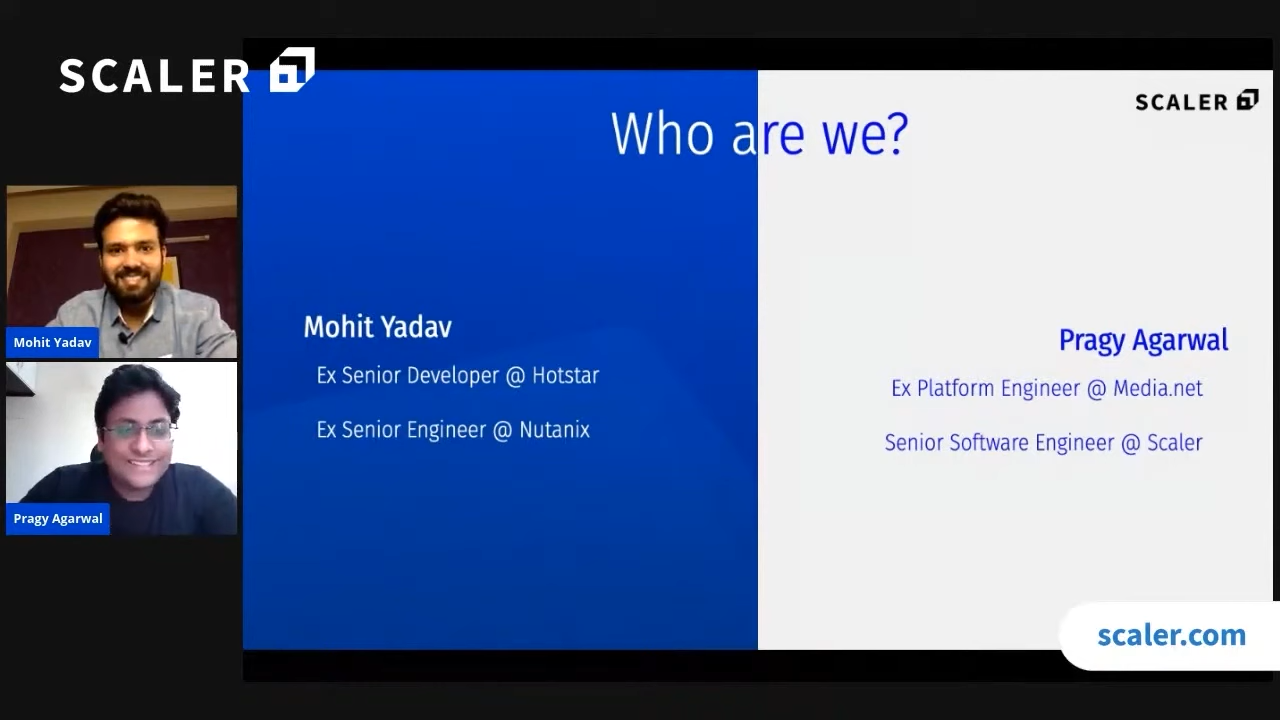 SCALER
SCALER
Who are we?
Mohit Yadav
Ex Senior Developer @ Hotstar
Ex Senior Engineer @ Nutanix
Pragy Agarwal
Ex Platform Engineer @ Media.net
Senior Software Engineer @ Scaler
Mohit Yadav
Pragy Agarwal
scaler.com